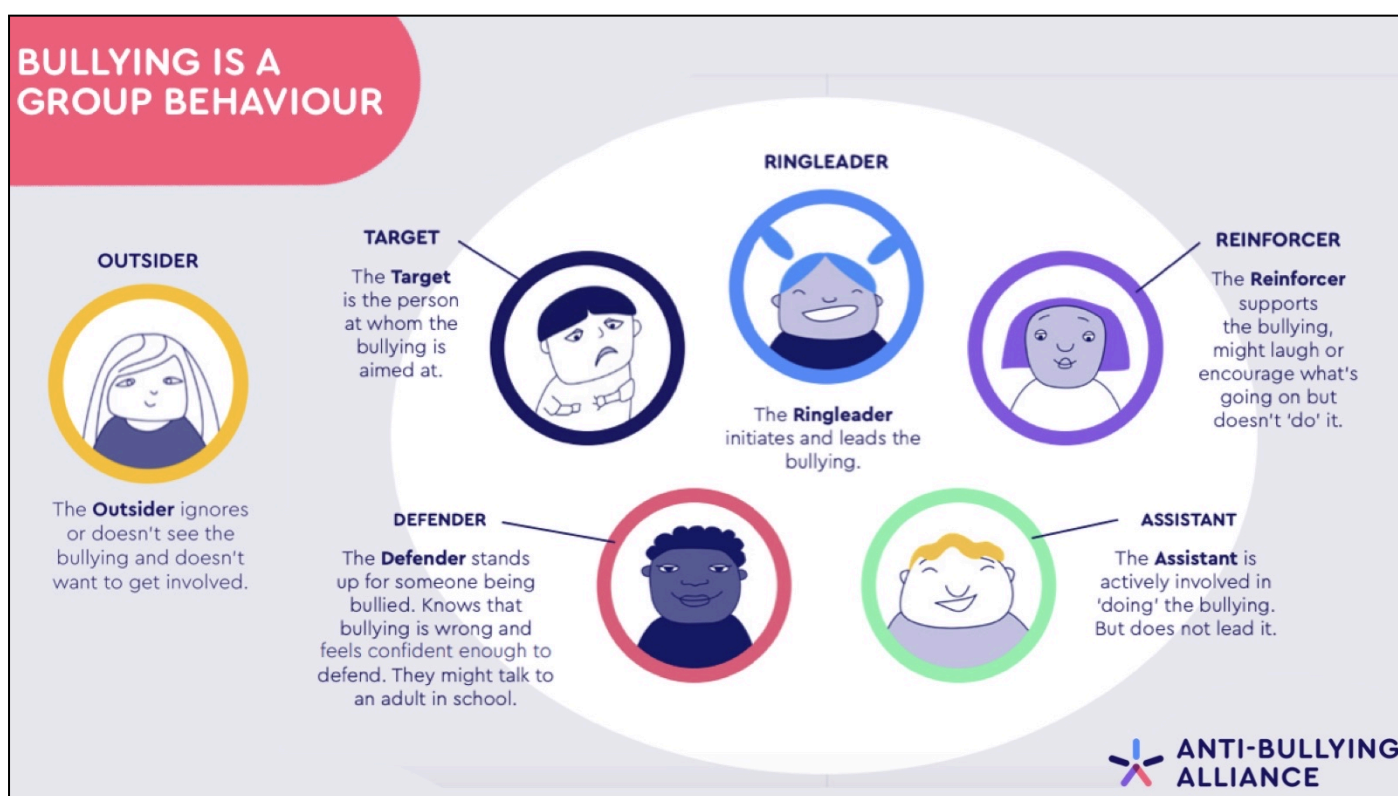 BULLYING IS A
GROUP BEHAVIOUR
OUTSIDER
The Outsider ignores
or doesn't see the
bullying and doesn't
want to get involved.
TARGET
The Target
is the person
at whom the
bullying is
aimed at.
RINGLEADER
The Ringleader
initiates and leads the
bullying.
REINFORCER
The Reinforcer
supports
the bullying,
might laugh or
encourage what's
going on but
doesn't 'do' it.
DEFENDER
The Defender stands
up for someone being
bullied. Knows that
bullying is wrong and
feels confident enough to
defend. They might talk to
an adult in school.
ASSISTANT
The Assistant is
actively involved in
'doing' the bullying.
But does not lead it.
ANTI-BULLYING
ALLIANCE